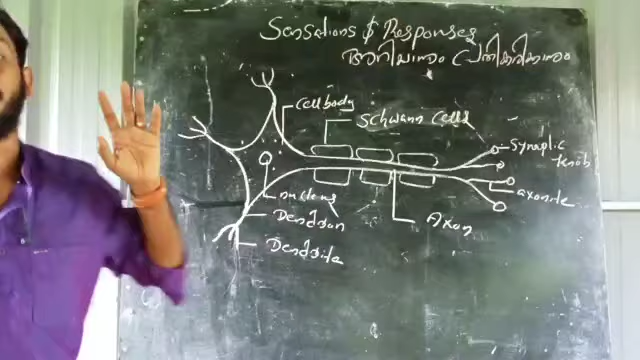 Sensations & Responses
അറിയാനും പ്രതികരിക്കാനും
Cell body
Schwann Cells
Synaptic
knob
nucleus
axonite
Dendron
Axon
Dendrite